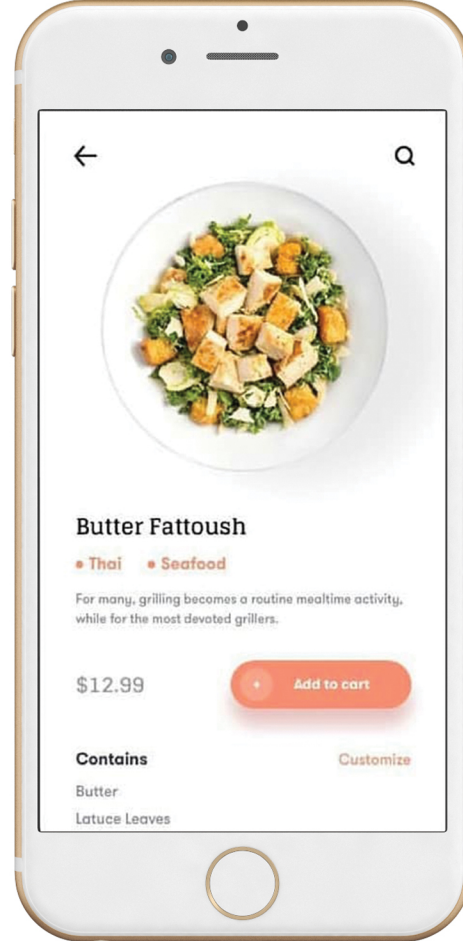 Butter Fattoush
Thai Seafood
For many, grilling becomes a routine mealtime activity,
while for the most devoted grillers.
$12.99 Add to cart
Contains Customize
Butter
Latuce Leaves